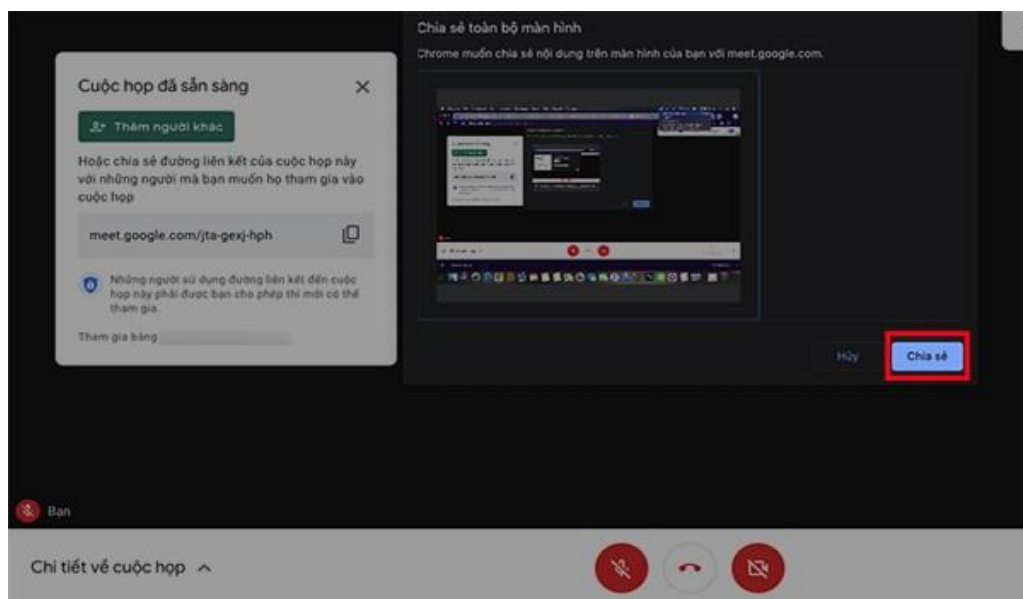 Chia sẻ toàn bộ màn hình
Chrome muốn chia sẻ nội dung trên màn hình của bạn với meet.google.com.
Cuộc họp đã sẵn sàng
Thêm người khác
Hoặc chia sẻ đường liên kết của cuộc họp này
với những người mà bạn muốn họ tham gia vào
cuộc họp
meet.google.com/jta-gexj-hph
Những người sử dụng đường liên kết đến cuộc
họp này phải được bạn cho phép thì mới có thể
tham gia.
Tham gia bằng
Hủy
Chia sẻ
Bạn
Chi tiết về cuộc họp